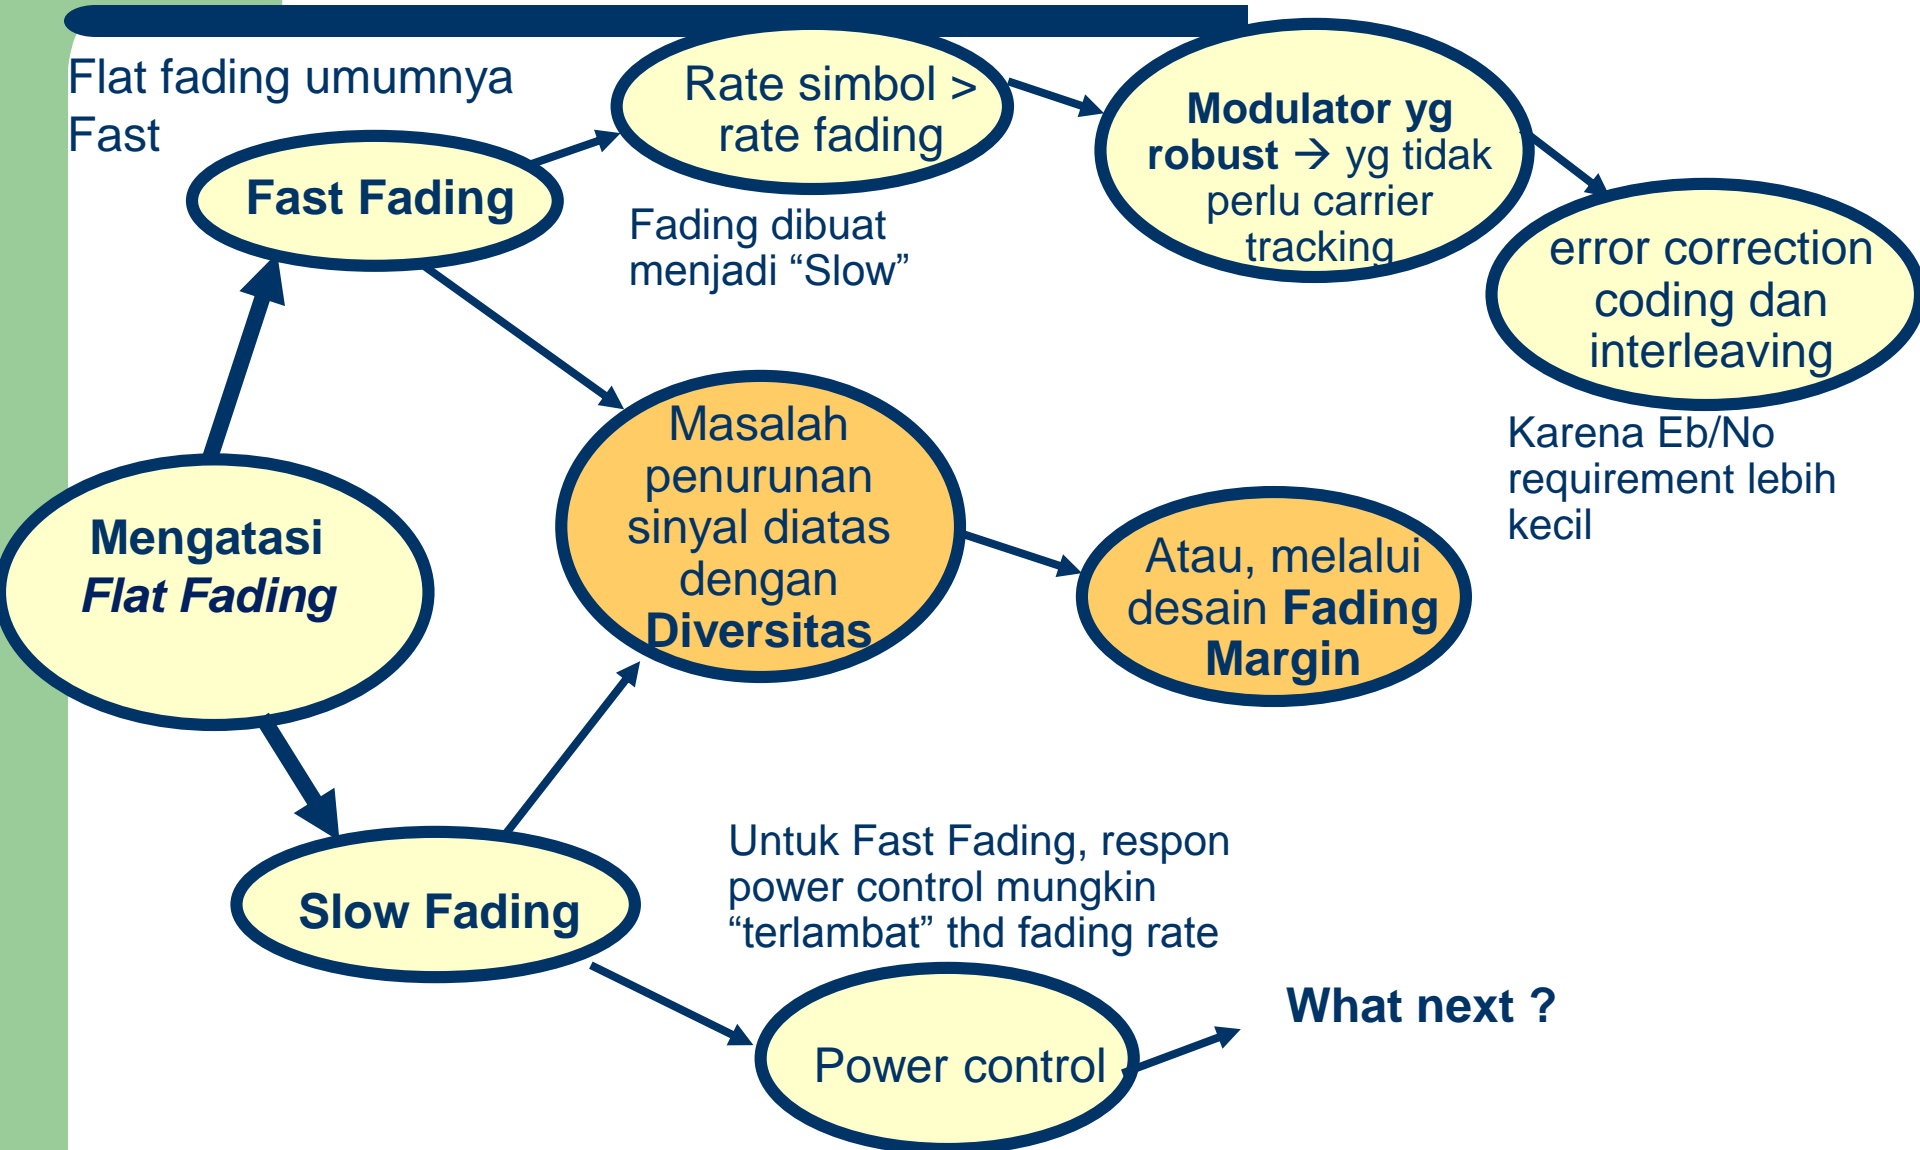 Flat fading umumnya
Fast
Fast Fading
Rate simbol >
rate fading
Fading dibuat
menjadi “Slow”
Modulator yg
robust → yg tidak
perlu carrier
tracking
error correction
coding dan
interleaving
Karena Eb/No
requirement lebih
kecil
Mengatasi
Flat Fading
Masalah
penurunan
sinyal diatas
dengan
Diversitas
Atau, melalui
desain Fading
Margin
Slow Fading
Untuk Fast Fading, respon
power control mungkin
“terlambat” thd fading rate
Power control
What next ?